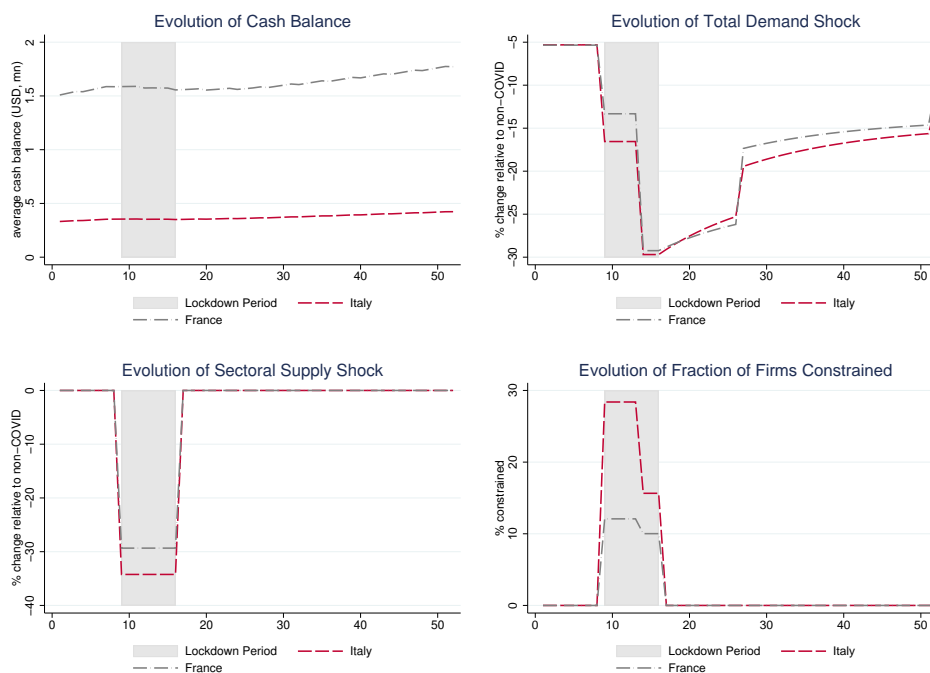 Evolution of Cash Balance
average cash balance (USD, mn)
0 .5 1 1.5 2
0 10 20 30 40 50
Lockdown Period Italy
France
Evolution of Total Demand Shock
% change relative to non−COVID
−30 −25 −20 −15 −10 −5
0 10 20 30 40 50
Lockdown Period Italy
France
Evolution of Sectoral Supply Shock
% change relative to non−COVID
−40 −30 −20 −10 0
0 10 20 30 40 50
Lockdown Period Italy
France
Evolution of Fraction of Firms Constrained
% constrained
0 10 20 30
0 10 20 30 40 50
Lockdown Period Italy
France